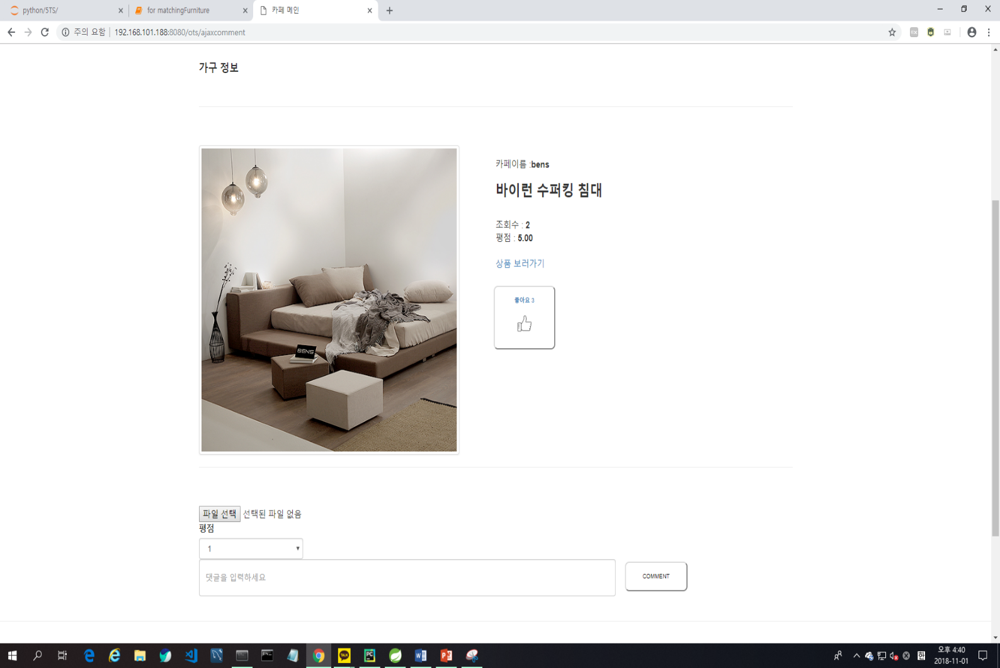 python/5TS/
for matchingFurniture
카페 메인
주의 요함
192.168.101.188:8080/ots/ajaxcomment
가구 정보
카페이름 :bens
바이런 수퍼킹 침대
조회수 : 2
평점 : 5.00
상품 보러가기
좋아요 3
BENS
파일 선택 선택된 파일 없음
평점
1
댓글을 입력하세요
COMMENT
TALK
PC
한
오후 4:40
2018-11-01